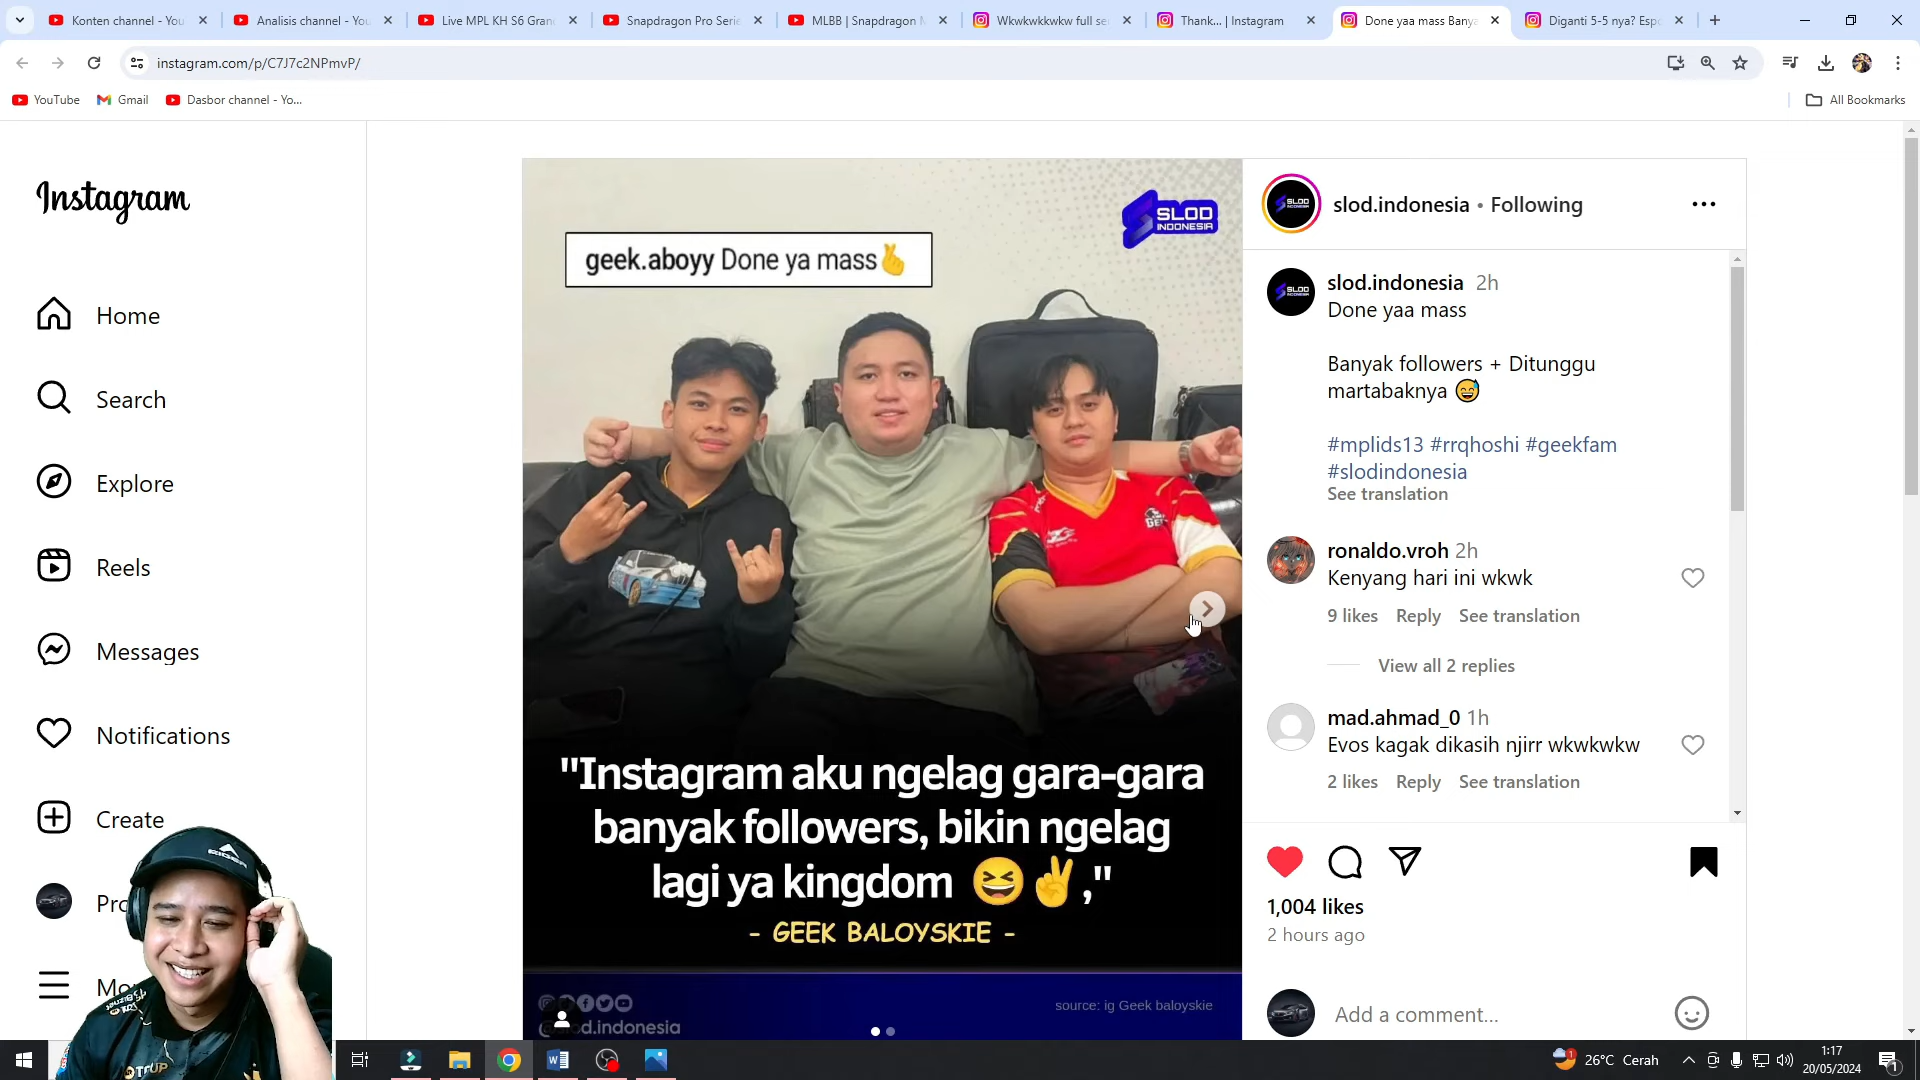 Konten channel - You
Analisis channel - You
Live MPL KH S6 Gran
Snapdragon Pro Serie
MLBB | Snapdragon M
Wkwkwkkwkw full se
Thank... | Instagram
Done yaa mass Banya
Diganti 5-5 nya? Espo
instagram.com/p/C7J7c2NPmvP/
YouTube
Gmail
Dasbor channel - Yo...
All Bookmarks
Instagram
Home
Search
Explore
Reels
Messages
Notifications
Create
Pro
Mo
SLOD
INDONESIA
geek.aboyy Done ya mass🫰
"Instagram aku ngelag gara-gara
banyak followers, bikin ngelag
lagi ya kingdom 😆✌,"
- GEEK BALOYSKIE -
source: ig Geek baloyskie
slod.indonesia • Following
slod.indonesia 2h
Done yaa mass
Banyak followers + Ditunggu
martabaknya 😅
#mplids13 #rrqhoshi #geekfam
#slodindonesia
See translation
ronaldo.vroh 2h
Kenyang hari ini wkwk
9 likes Reply See translation
View all 2 replies
mad.ahmad_0 1h
Evos kagak dikasih njirr wkwkwkw
2 likes Reply See translation
1,004 likes
2 hours ago
Add a comment...
26°C Cerah
1:17
20/05/2024